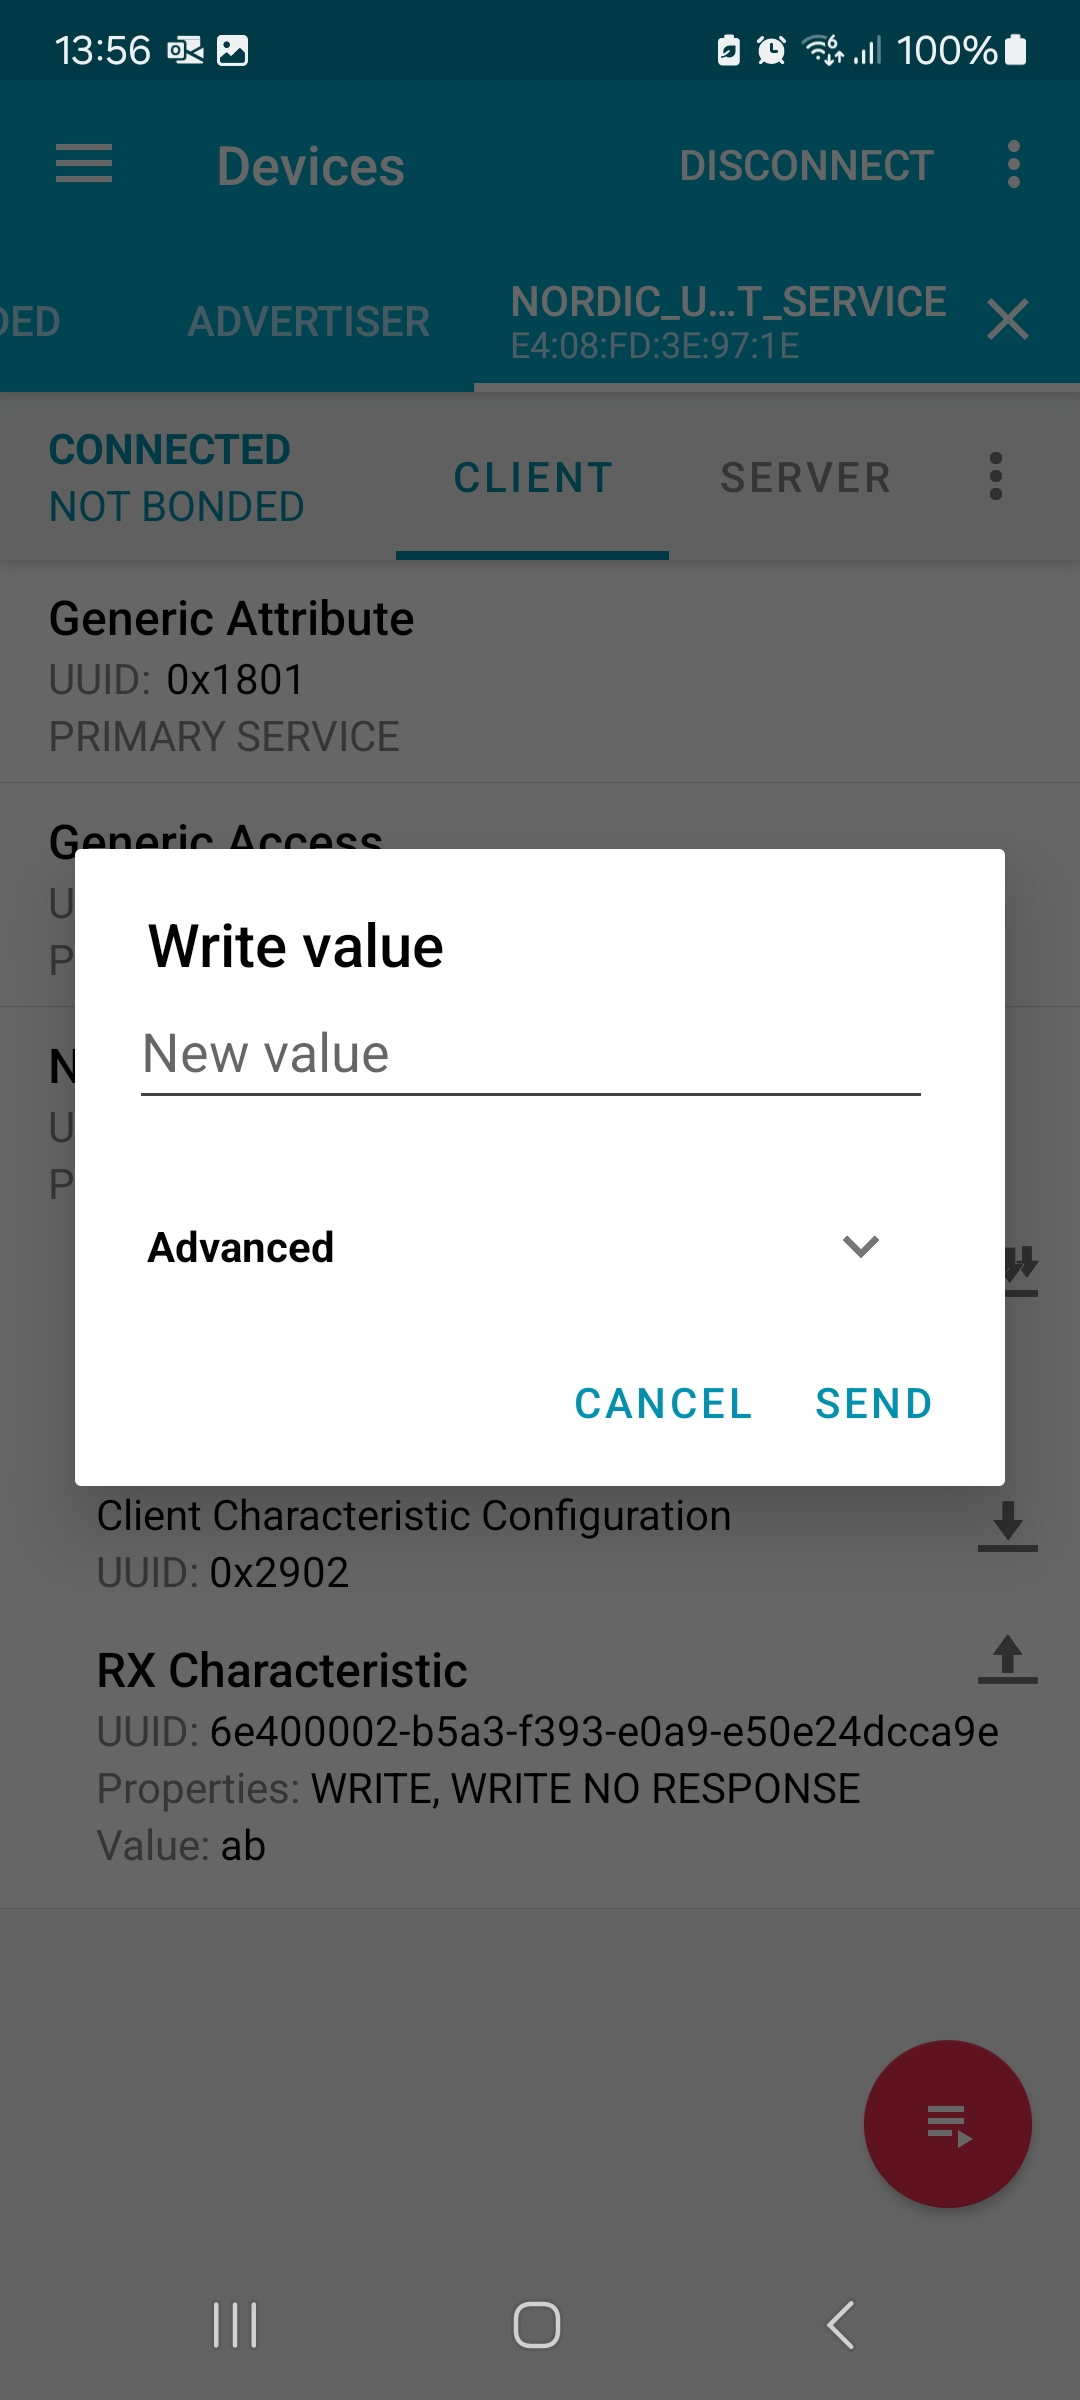 13:56 100%
Devices DISCONNECT
DED ADVERTISER NORDIC_U...T_SERVICE
E4:08:FD:3E:97:1E
CONNECTED CLIENT SERVER
NOT BONDED
Generic Attribute
UUID: 0x1801
PRIMARY SERVICE
Generic Access
U
P
Write value
New value
N
U
P
Advanced
CANCEL SEND
Client Characteristic Configuration
UUID: 0x2902
RX Characteristic
UUID: 6e400002-b5a3-f393-e0a9-e50e24dcca9e
Properties: WRITE, WRITE NO RESPONSE
Value: ab